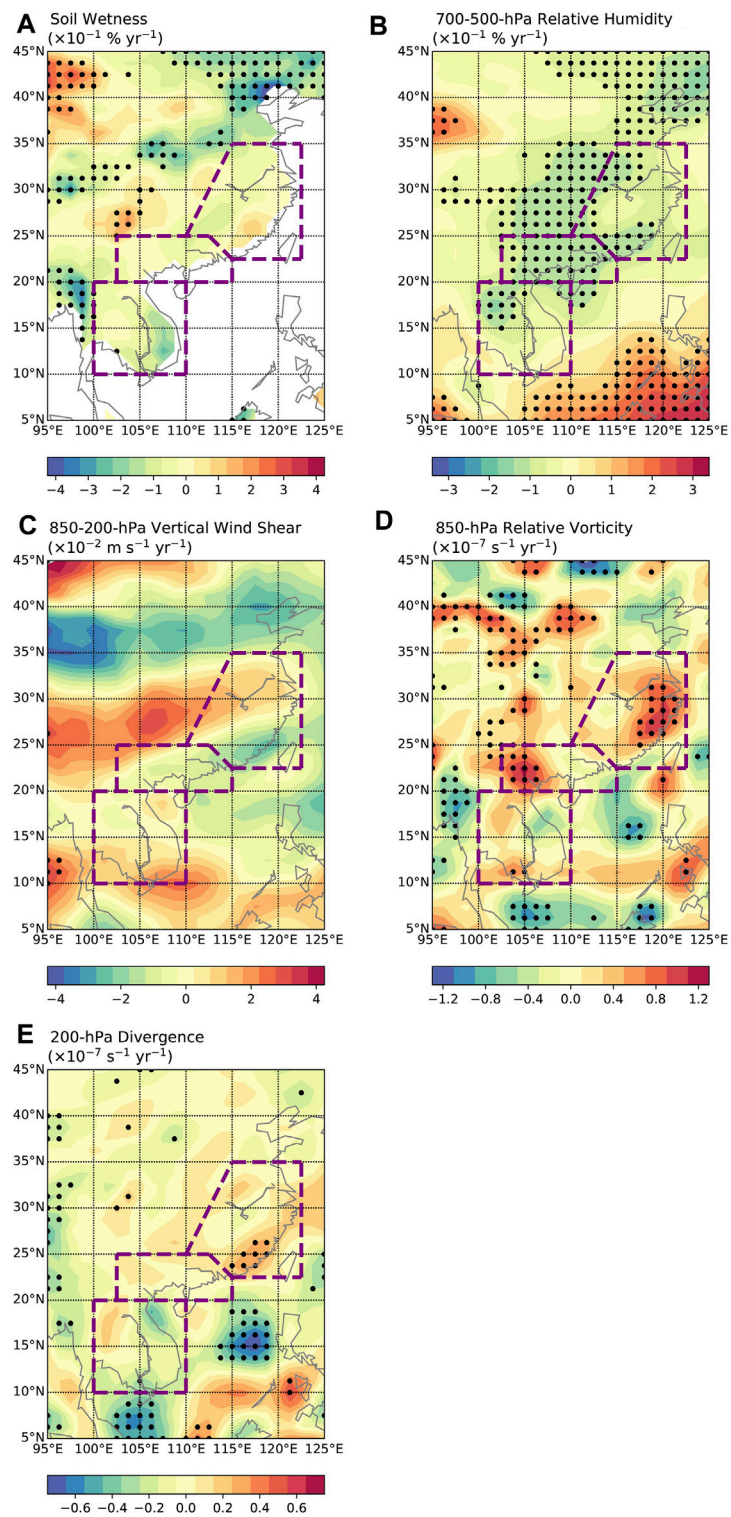 A Soil Wetness
(×10⁻¹ % yr⁻¹)
45°N
40°N
35°N
30°N
25°N
20°N
15°N
10°N
5°N
95°E 100°E 105°E 110°E 115°E 120°E 125°E
−4 −3 −2 −1 0 1 2 3 4
B 700-500-hPa Relative Humidity
(×10⁻¹ % yr⁻¹)
45°N
40°N
35°N
30°N
25°N
20°N
15°N
10°N
5°N
95°E 100°E 105°E 110°E 115°E 120°E 125°E
−3 −2 −1 0 1 2 3
C 850-200-hPa Vertical Wind Shear
(×10⁻² m s⁻¹ yr⁻¹)
45°N
40°N
35°N
30°N
25°N
20°N
15°N
10°N
5°N
95°E 100°E 105°E 110°E 115°E 120°E 125°E
−4 −2 0 2 4
D 850-hPa Relative Vorticity
(×10⁻⁷ s⁻¹ yr⁻¹)
45°N
40°N
35°N
30°N
25°N
20°N
15°N
10°N
5°N
95°E 100°E 105°E 110°E 115°E 120°E 125°E
−1.2 −0.8 −0.4 0.0 0.4 0.8 1.2
E 200-hPa Divergence
(×10⁻⁷ s⁻¹ yr⁻¹)
45°N
40°N
35°N
30°N
25°N
20°N
15°N
10°N
5°N
95°E 100°E 105°E 110°E 115°E 120°E 125°E
−0.6 −0.4 −0.2 0.0 0.2 0.4 0.6